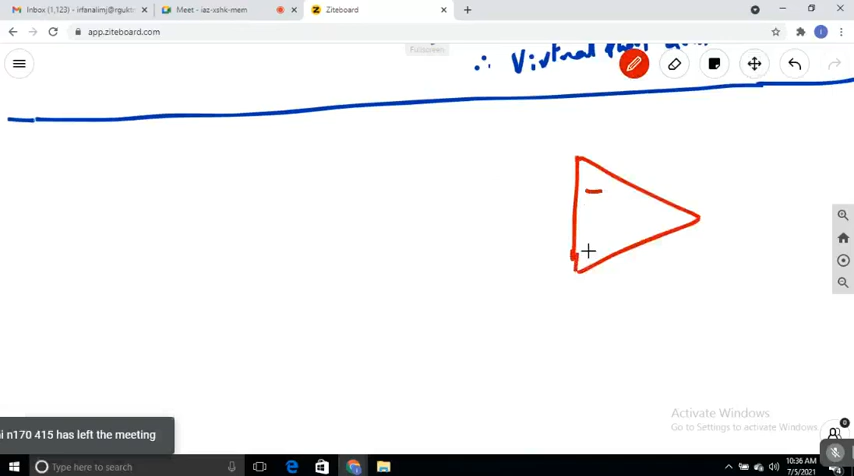 Inbox (1,123) - irfanalimj@rgukt
Meet - iaz-xshk-mem
Ziteboard
app.ziteboard.com
Fullscreen
∴ Virtual
−
Activate Windows
Go to Settings to activate Windows
0
i n170 415 has left the meeting
Type here to search
10:36 AM
7/5/2021